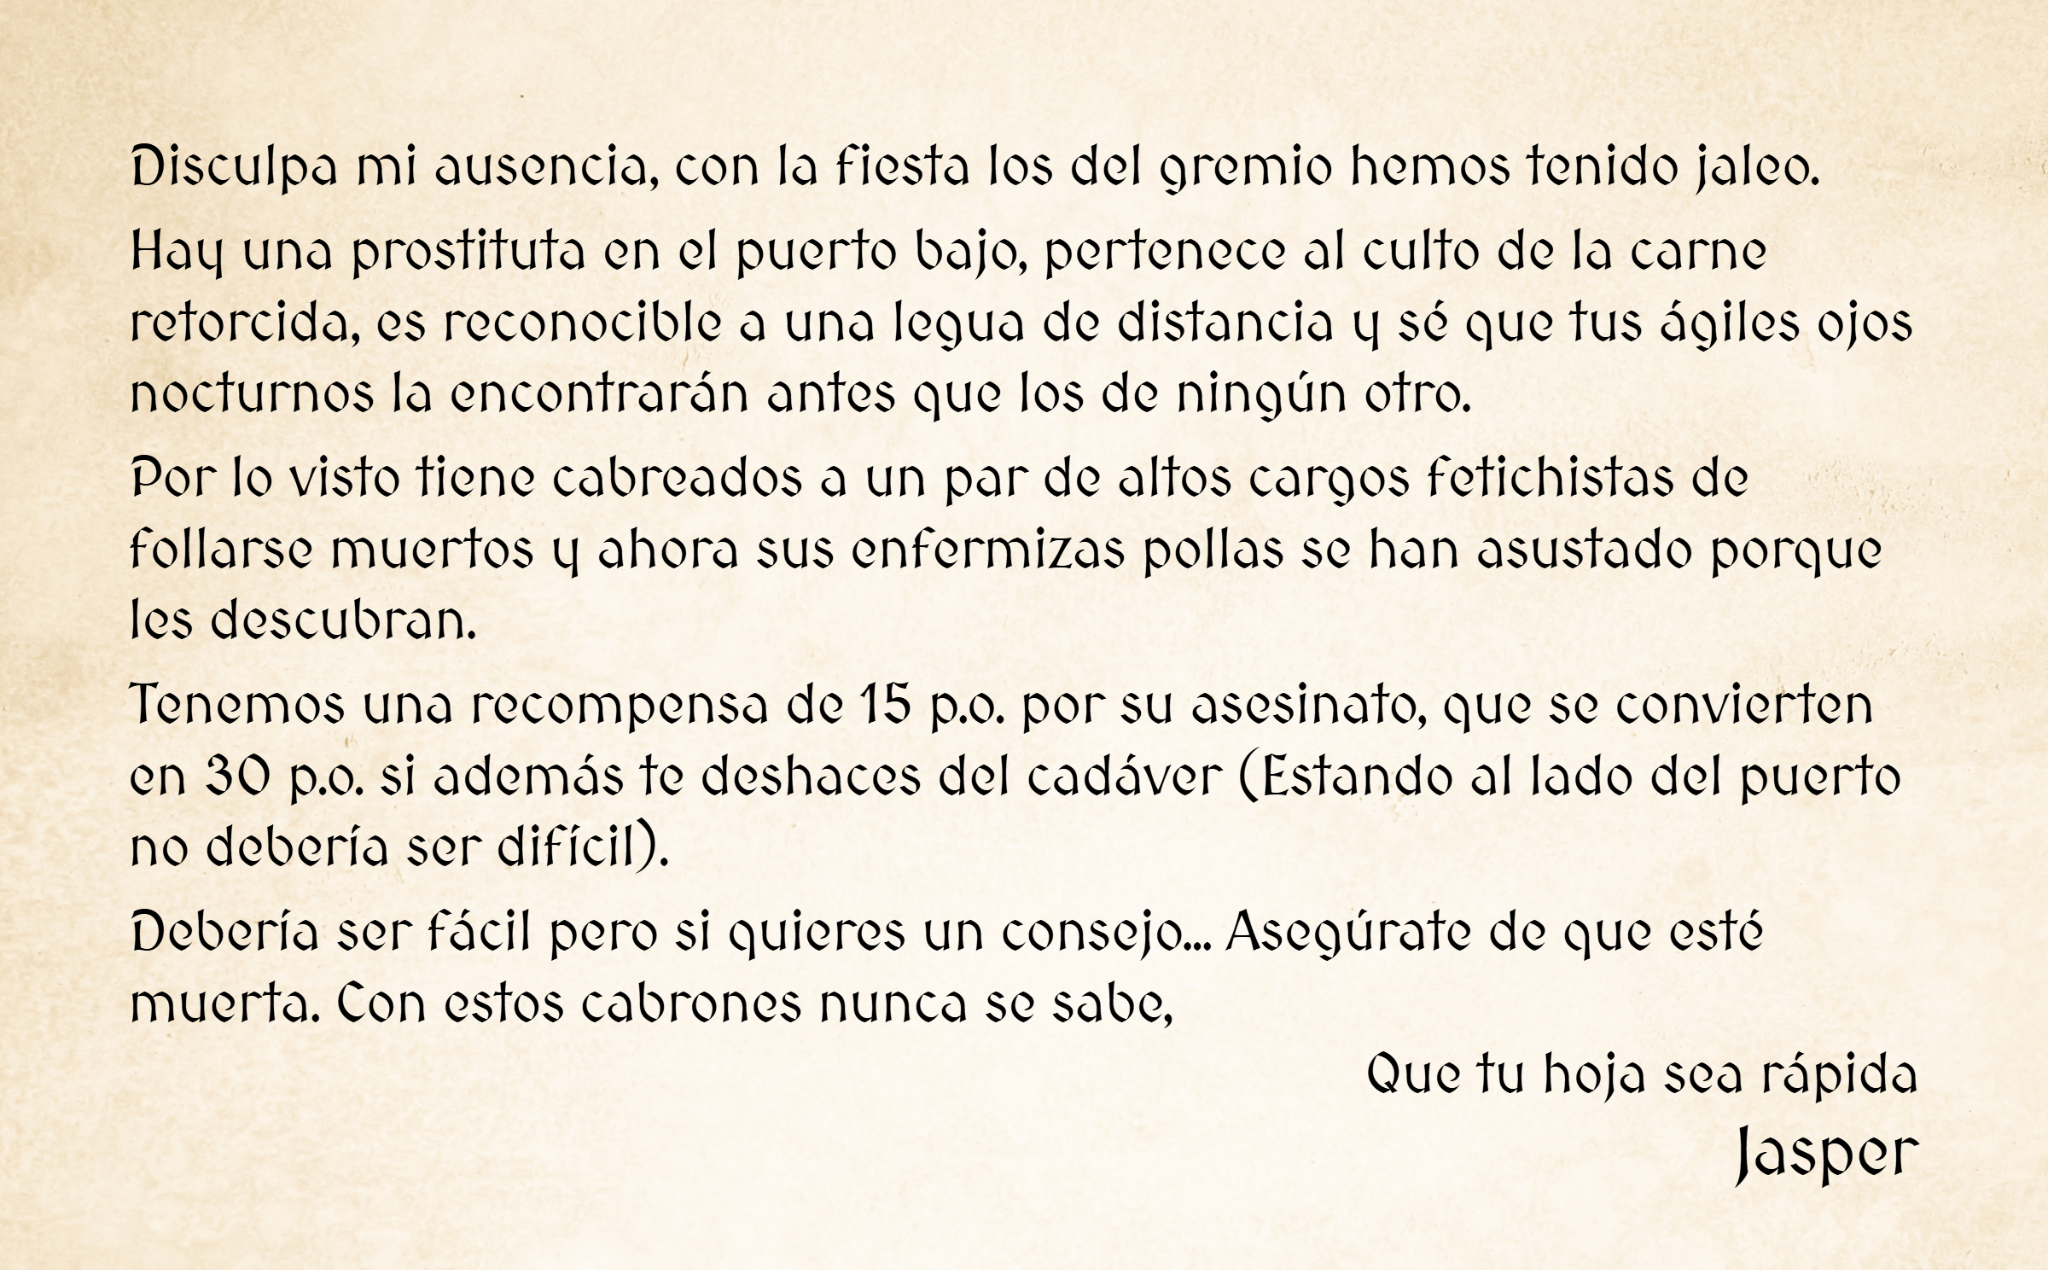 Disculpa mi ausencia, con la fiesta los del gremio hemos tenido jaleo.
Hay una prostituta en el puerto bajo, pertenece al culto de la carne
retorcida, es reconocible a una legua de distancia y sé que tus ágiles ojos
nocturnos la encontrarán antes que los de ningún otro.
Por lo visto tiene cabreados a un par de altos cargos fetichistas de
follarse muertos y ahora sus enfermizas pollas se han asustado porque
les descubran.
Tenemos una recompensa de 15 p.o. por su asesinato, que se convierten
en 30 p.o. si además te deshaces del cadáver (Estando al lado del puerto
no debería ser difícil).
Debería ser fácil pero si quieres un consejo... Asegúrate de que esté
muerta. Con estos cabrones nunca se sabe,
Que tu hoja sea rápida
Jasper